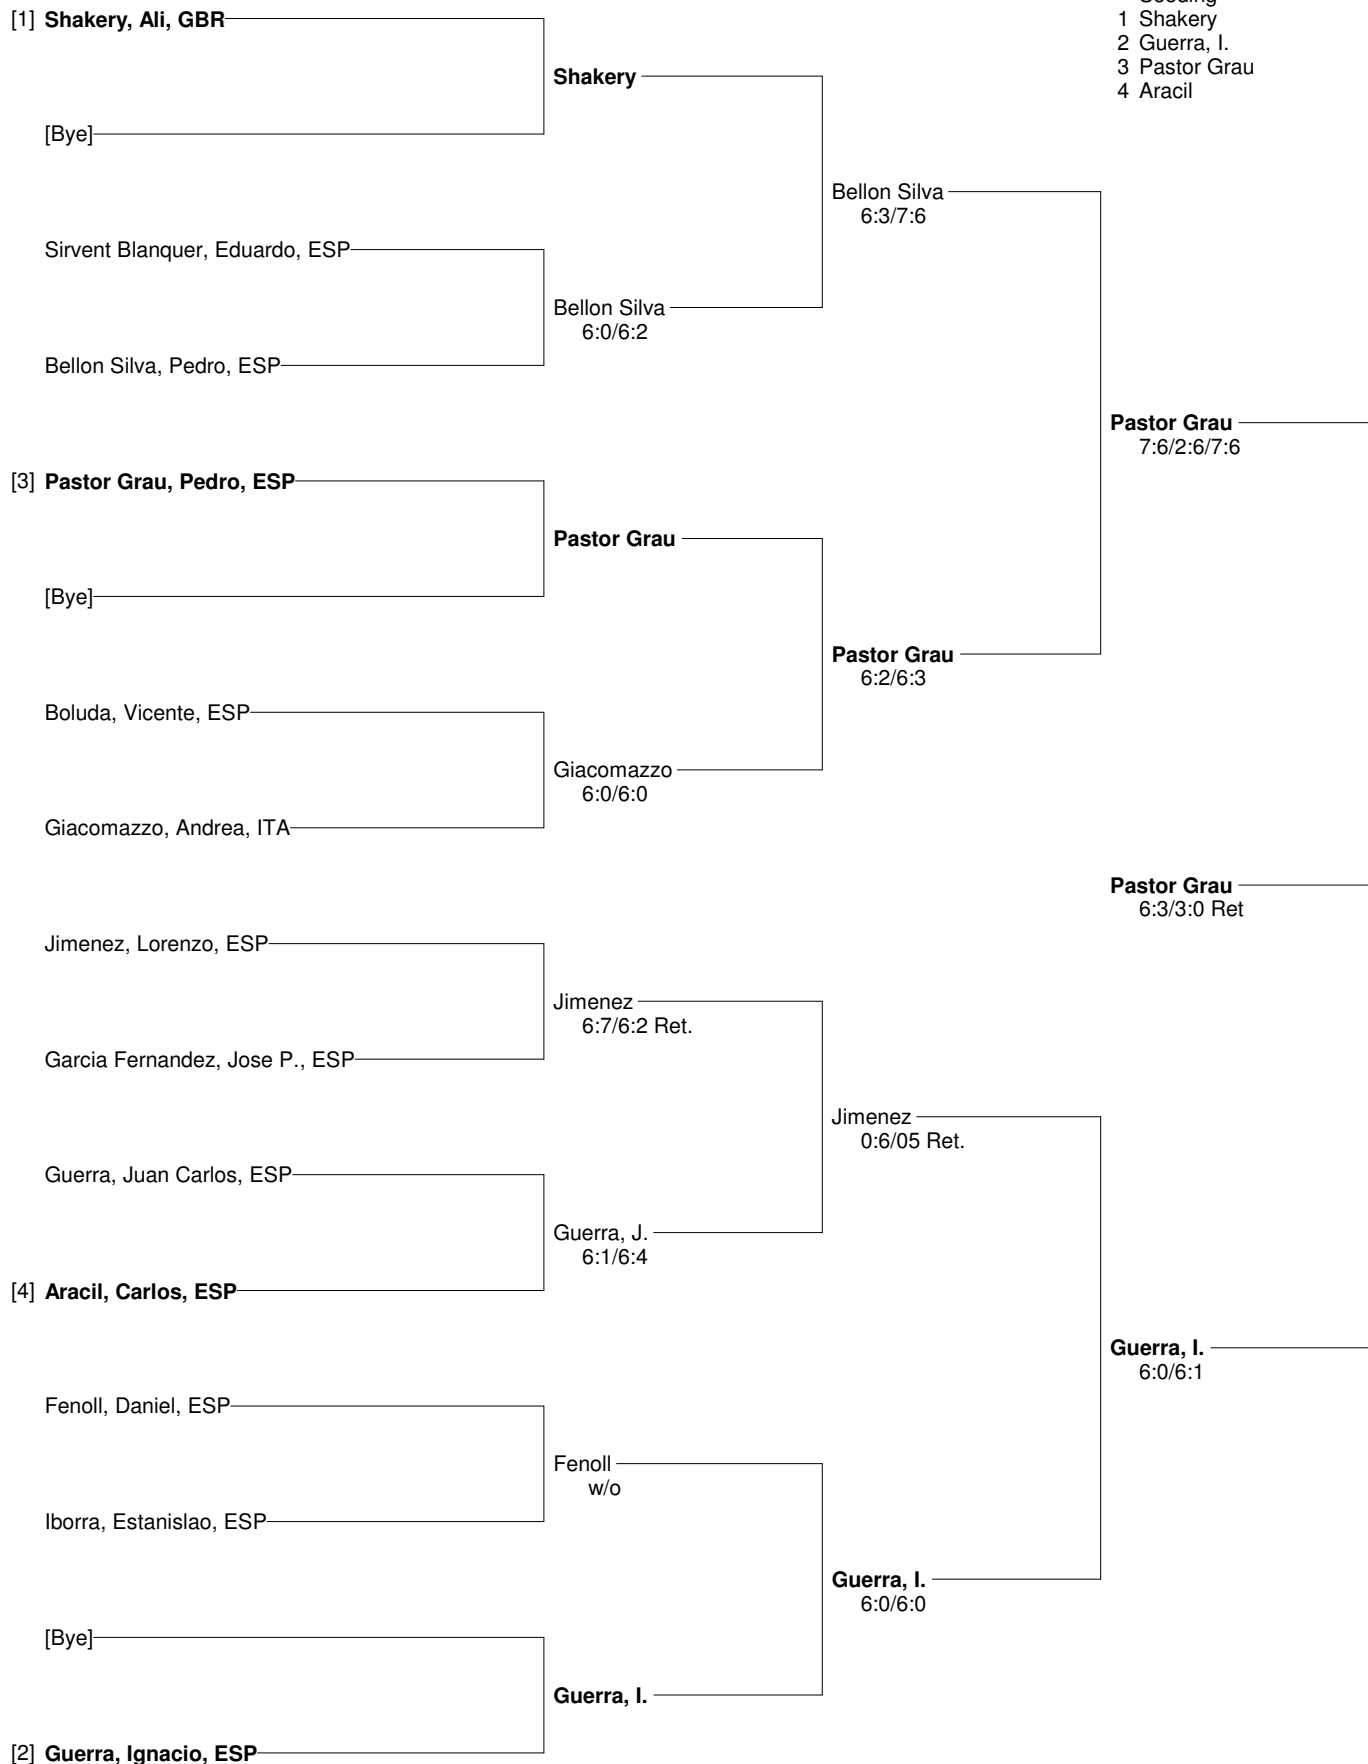 [1] Shakery, Ali, GBR
1 Shakery
2 Guerra, I.
3 Pastor Grau
4 Aracil
Shakery
[Bye]
Bellon Silva
6:3/7:6
Sirvent Blanquer, Eduardo, ESP
Bellon Silva
6:0/6:2
Bellon Silva, Pedro, ESP
Pastor Grau
7:6/2:6/7:6
[3] Pastor Grau, Pedro, ESP
Pastor Grau
[Bye]
Pastor Grau
6:2/6:3
Boluda, Vicente, ESP
Giacomazzo
6:0/6:0
Giacomazzo, Andrea, ITA
Pastor Grau
6:3/3:0 Ret
Jimenez, Lorenzo, ESP
Jimenez
6:7/6:2 Ret.
Garcia Fernandez, Jose P., ESP
Jimenez
0:6/05 Ret.
Guerra, Juan Carlos, ESP
Guerra, J.
6:1/6:4
[4] Aracil, Carlos, ESP
Guerra, I.
6:0/6:1
Fenoll, Daniel, ESP
Fenoll
w/o
Iborra, Estanislao, ESP
Guerra, I.
6:0/6:0
[Bye]
Guerra, I.
[2] Guerra, Ignacio, ESP